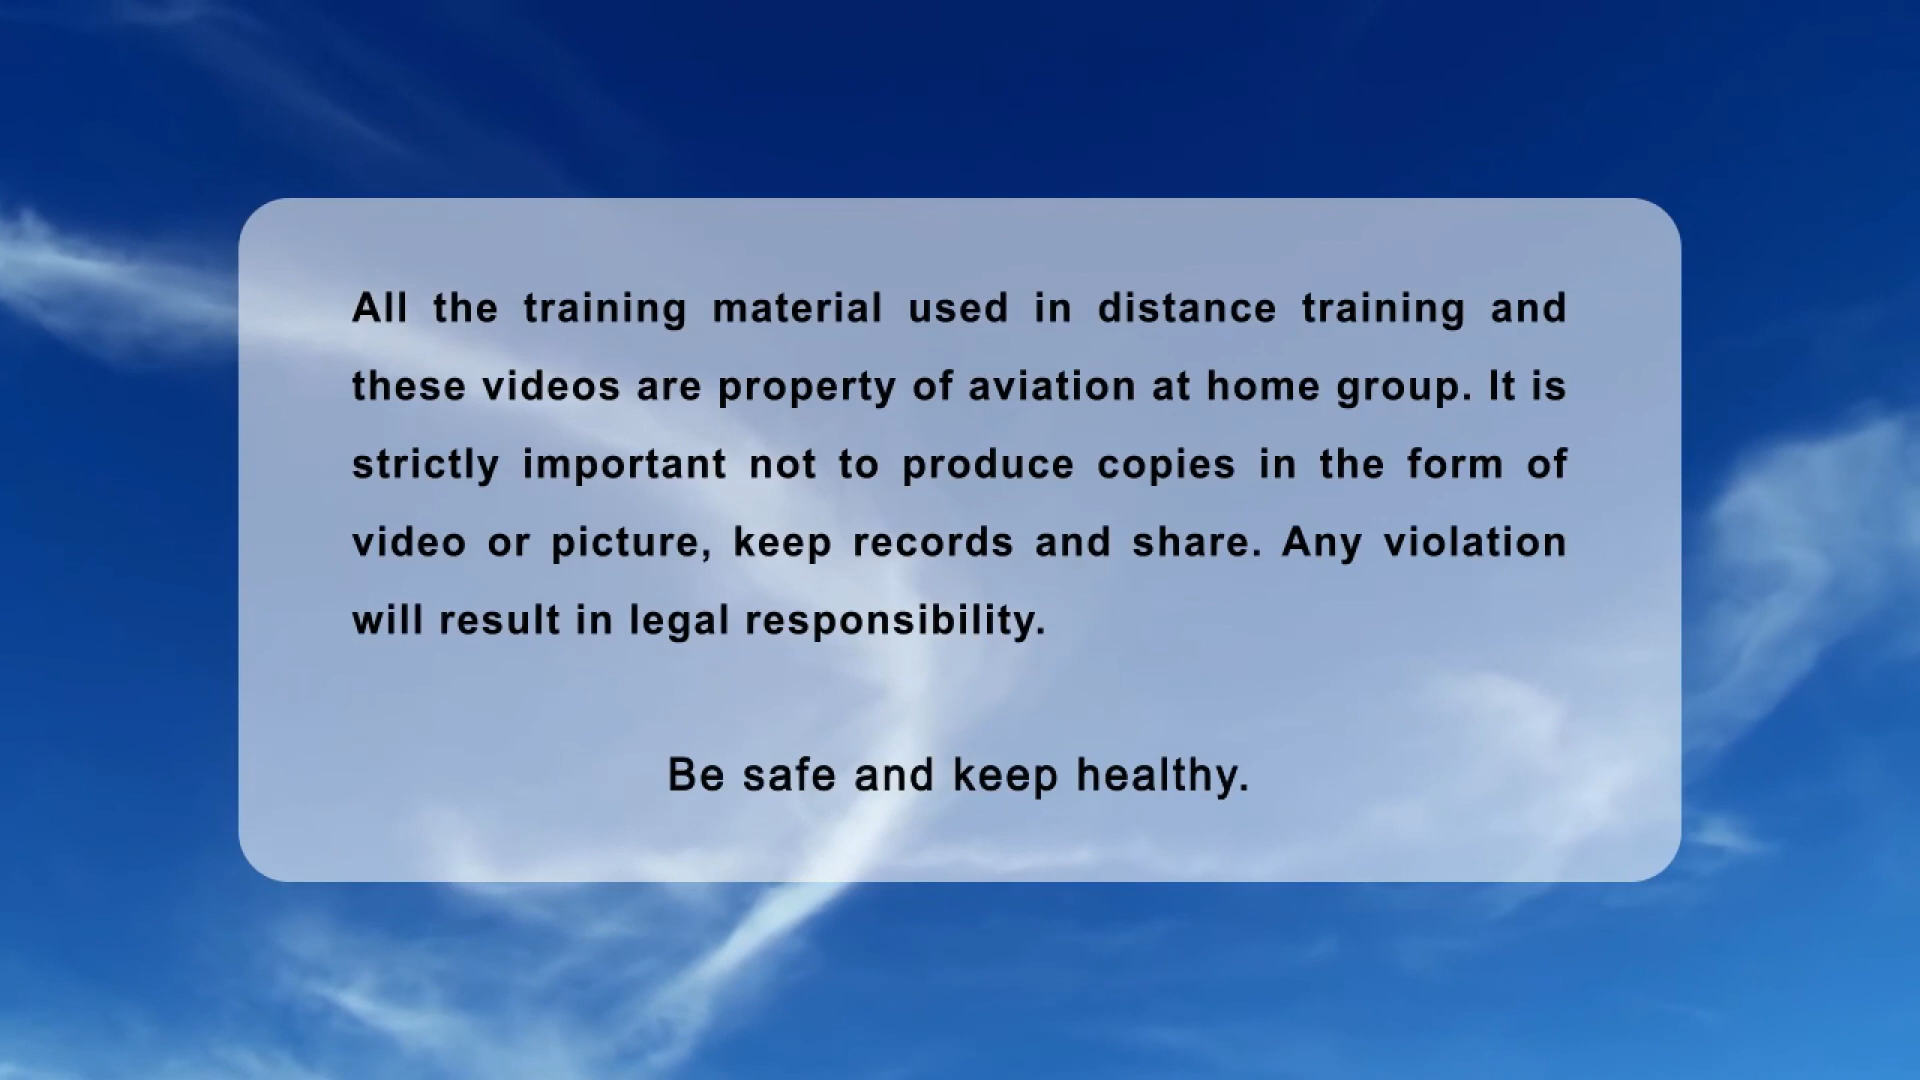 All the training material used in distance training and
these videos are property of aviation at home group. It is
strictly important not to produce copies in the form of
video or picture, keep records and share. Any violation
will result in legal responsibility.
Be safe and keep healthy.